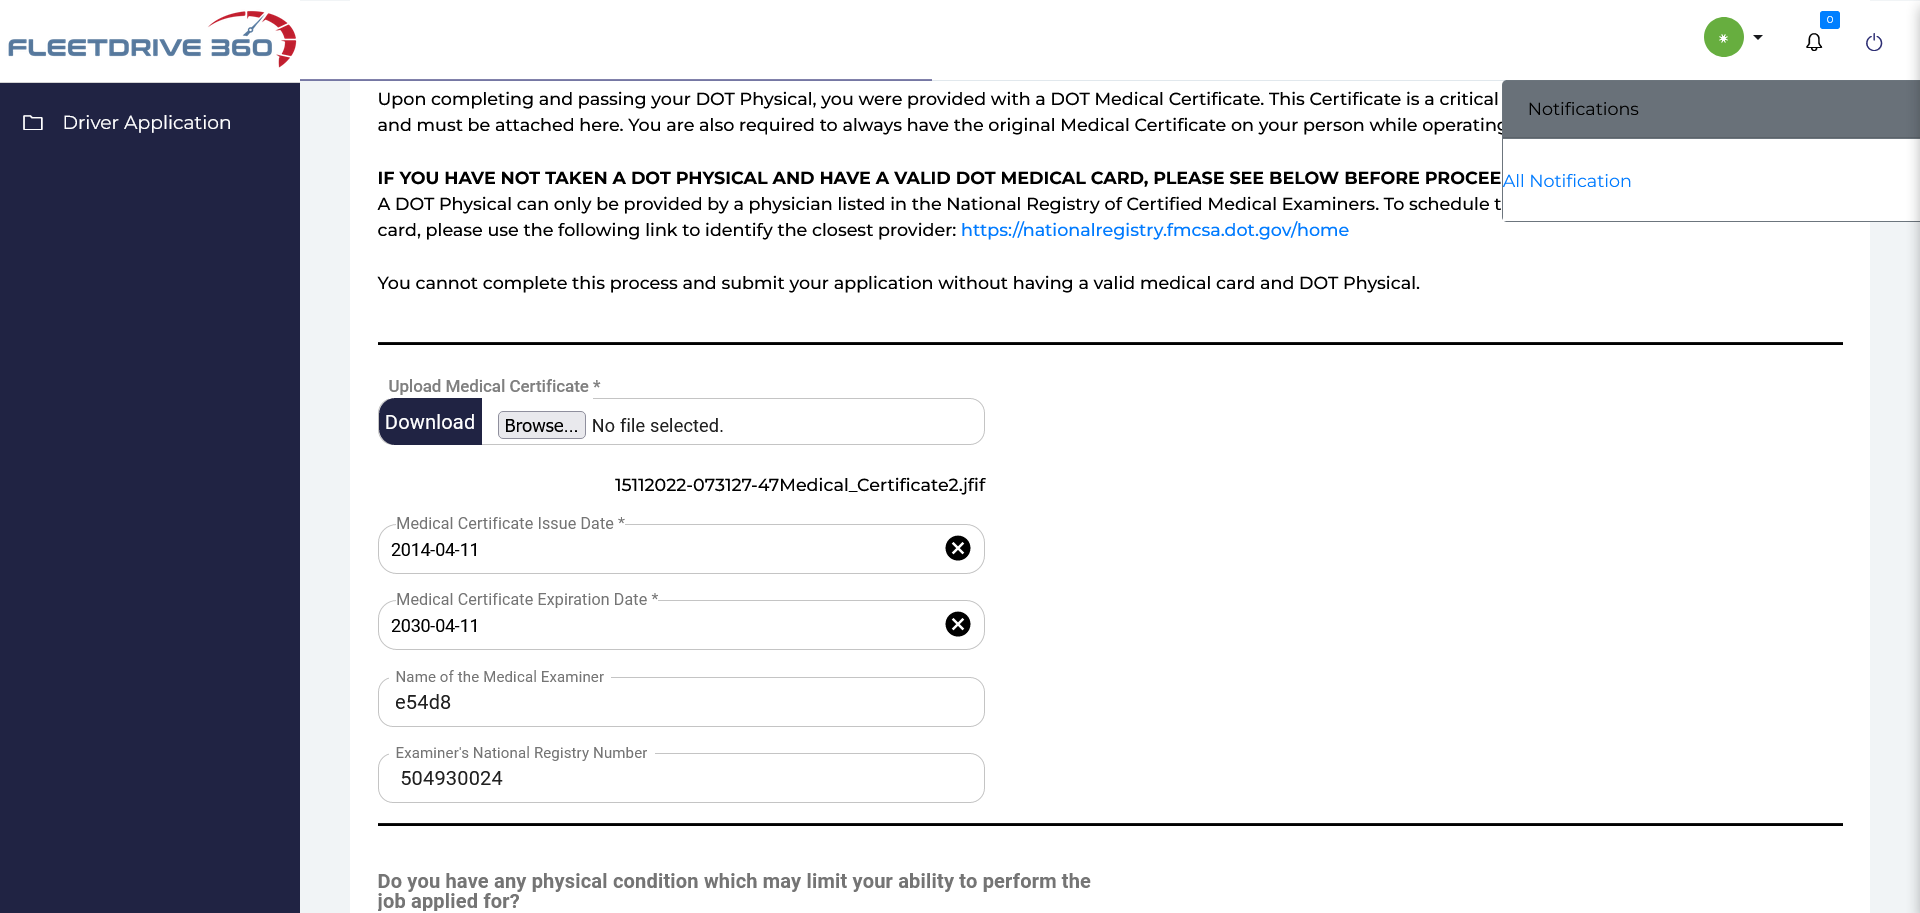 FLEETDRIVE 360
0
Driver Application
Notifications
All Notification
Upon completing and passing your DOT Physical, you were provided with a DOT Medical Certificate. This Certificate is a critical
and must be attached here. You are also required to always have the original Medical Certificate on your person while operating
IF YOU HAVE NOT TAKEN A DOT PHYSICAL AND HAVE A VALID DOT MEDICAL CARD, PLEASE SEE BELOW BEFORE PROCEE
A DOT Physical can only be provided by a physician listed in the National Registry of Certified Medical Examiners. To schedule t
card, please use the following link to identify the closest provider: https://nationalregistry.fmcsa.dot.gov/home
You cannot complete this process and submit your application without having a valid medical card and DOT Physical.
Upload Medical Certificate *
Download Browse... No file selected.
15112022-073127-47Medical_Certificate2.jfif
Medical Certificate Issue Date *
2014-04-11
Medical Certificate Expiration Date *
2030-04-11
Name of the Medical Examiner
e54d8
Examiner's National Registry Number
504930024
Do you have any physical condition which may limit your ability to perform the
job applied for?